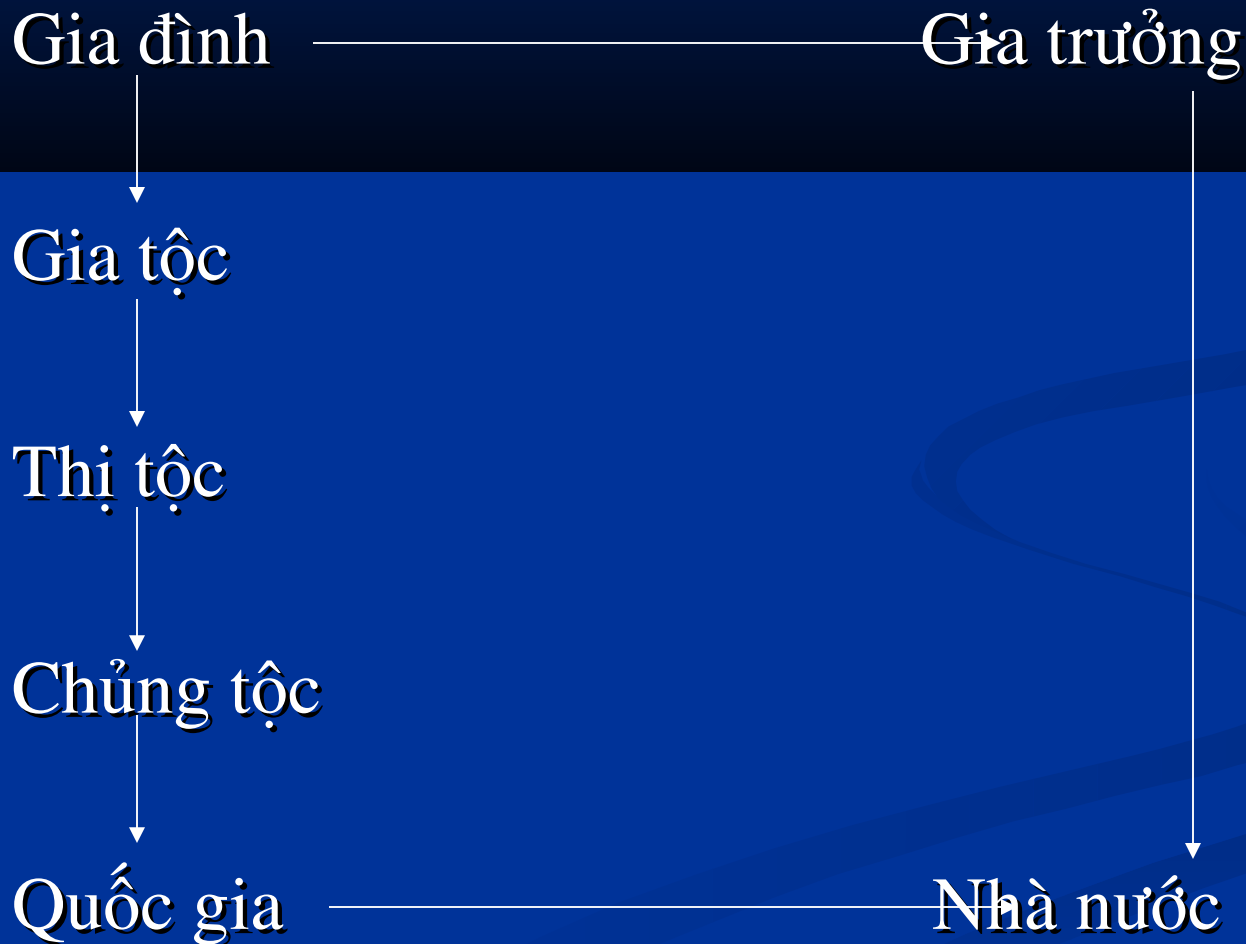 Gia đình Gia trưởng
Gia tộc
Thị tộc
Chủng tộc
Quốc gia Nhà nước